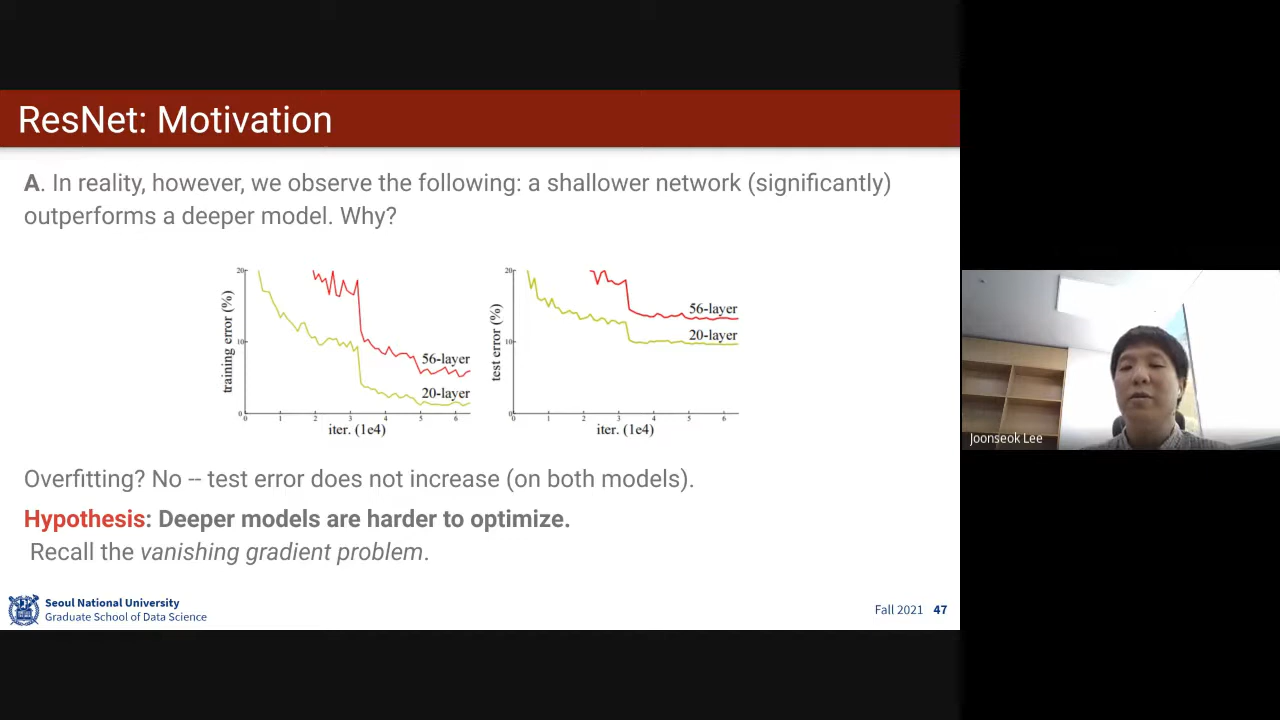 ResNet: Motivation
A. In reality, however, we observe the following: a shallower network (significantly)
outperforms a deeper model. Why?
20
10
0
training error (%)
56-layer
20-layer
0 1 2 3 4 5 6
iter. (1e4)
20
10
0
test error (%)
56-layer
20-layer
0 1 2 3 4 5 6
iter. (1e4)
Overfitting? No -- test error does not increase (on both models).
Hypothesis: Deeper models are harder to optimize.
Recall the vanishing gradient problem.
Seoul National University
Graduate School of Data Science
Fall 2021 47
Joonseok Lee